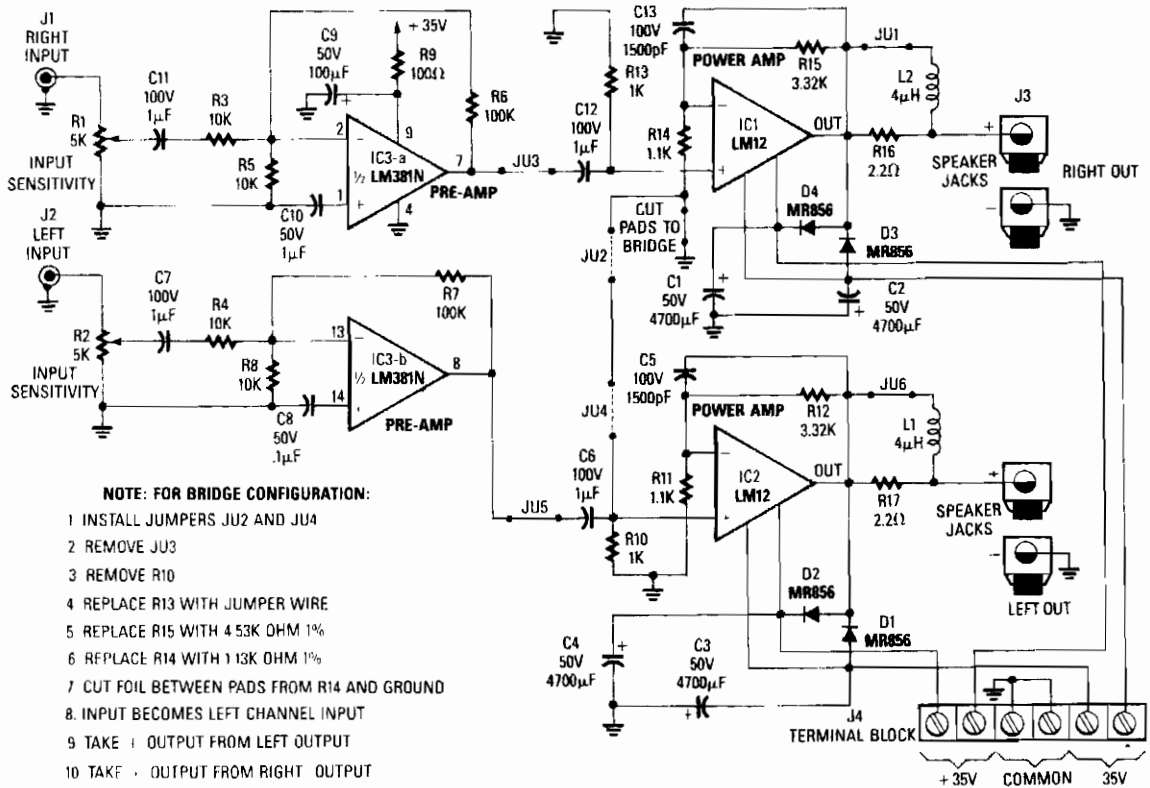 J1
RIGHT
INPUT
R1
5K
INPUT
SENSITIVITY
C11
100V
1µF
R3
10K
R5
10K
C9
50V
100µF
+
+ 35V
R9
100Ω
R6
100K
2
−
9
IC3-a
½ LM381N
7
1
+
4
PRE-AMP
C10
50V
1µF
JU3
J2
LEFT
INPUT
R2
5K
INPUT
SENSITIVITY
C7
100V
1µF
R4
10K
R8
10K
R7
100K
13
−
IC3-b
½ LM381N
8
14
PRE-AMP
C8
50V
.1µF
C13
100V
1500pF
R13
1K
C12
100V
1µF
R14
1.1K
POWER AMP
R15
3.32K
JU1
L2
4µH
−
IC1
LM12
OUT
+
R16
2.2Ω
J3
+
SPEAKER
JACKS
RIGHT OUT
−
CUT
PADS TO
BRIDGE
JU2
D4
MR856
D3
MR856
C1
50V
4700µF
+
C2
50V
4700µF
+
JU4
C5
100V
1500pF
POWER AMP
R12
3.32K
JU6
L1
4µH
C6
100V
1µF
JU5
R11
1.1K
R10
1K
−
IC2
LM12
OUT
+
R17
2.2Ω
+
SPEAKER
JACKS
−
LEFT OUT
D2
MR856
D1
MR856
C4
50V
4700µF
+
C3
50V
4700µF
+
J4
TERMINAL BLOCK
+ 35V
COMMON
35V
NOTE: FOR BRIDGE CONFIGURATION:
1 INSTALL JUMPERS JU2 AND JU4
2 REMOVE JU3
3 REMOVE R10
4 REPLACE R13 WITH JUMPER WIRE
5 REPLACE R15 WITH 4 53K OHM 1%
6 REPLACE R14 WITH 1 13K OHM 1%
7 CUT FOIL BETWEEN PADS FROM R14 AND GROUND
8. INPUT BECOMES LEFT CHANNEL INPUT
9 TAKE OUTPUT FROM LEFT OUTPUT
10 TAKE OUTPUT FROM RIGHT OUTPUT